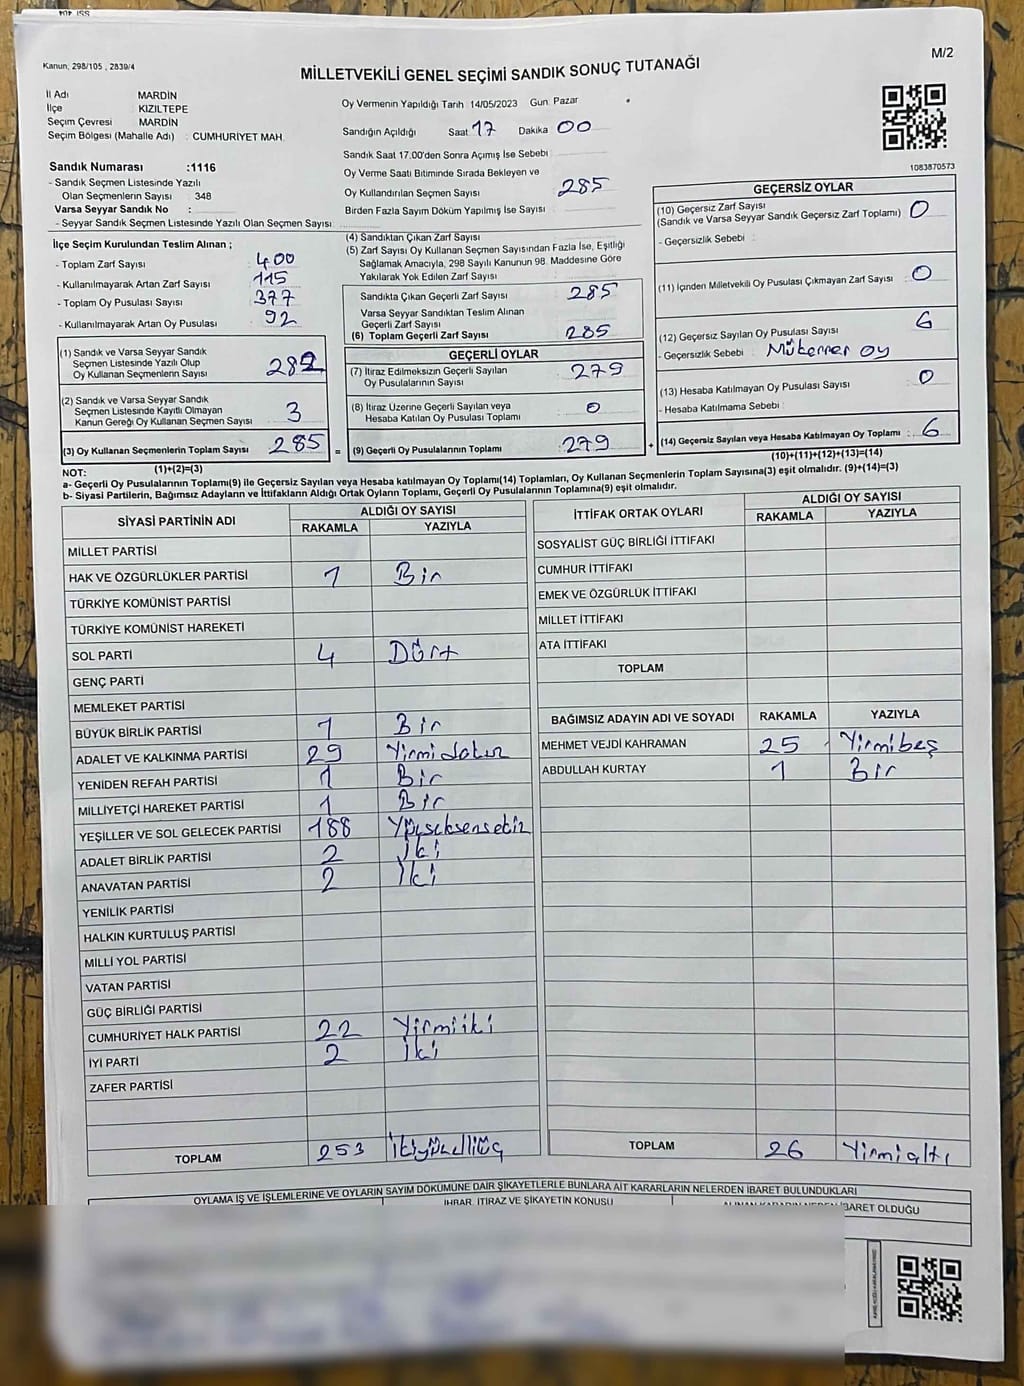 Kanun; 298/105 , 2839/4
MİLLETVEKİLİ GENEL SEÇİMİ SANDIK SONUÇ TUTANAĞI
M/2
İl Adı MARDİN
İlçe KIZILTEPE
Seçim Çevresi MARDİN
Seçim Bölgesi (Mahalle Adı) : CUMHURİYET MAH.
Sandık Numarası :1116
- Sandık Seçmen Listesinde Yazılı
Olan Seçmenlerin Sayısı : 348
Varsa Seyyar Sandık No :
- Seyyar Sandık Seçmen Listesinde Yazılı Olan Seçmen Sayısı
Oy Vermenin Yapıldığı Tarih 14/05/2023 Gün Pazar
Sandığın Açıldığı Saat 17 Dakika 00
Sandık Saat 17.00'den Sonra Açımış İse Sebebi
Oy Verme Saati Bitiminde Sırada Bekleyen ve
Oy Kullandırılan Seçmen Sayısı 285
Birden Fazla Sayım Döküm Yapılmış İse Sayısı
1083870573
İlçe Seçim Kurulundan Teslim Alınan ;
- Toplam Zarf Sayısı 400
- Kullanılmayarak Artan Zarf Sayısı 115
- Toplam Oy Pusulası Sayısı 377
- Kullanılmayarak Artan Oy Pusulası 92
(1) Sandık ve Varsa Seyyar Sandık
Seçmen Listesinde Yazılı Olup
Oy Kullanan Seçmenlerin Sayısı 282
(2) Sandık ve Varsa Seyyar Sandık
Seçmen Listesinde Kayıtlı Olmayan
Kanun Gereği Oy Kullanan Seçmen Sayısı 3
(3) Oy Kullanan Seçmenlerin Toplam Sayısı 285
(4) Sandıktan Çıkan Zarf Sayısı
(5) Zarf Sayısı Oy Kullanan Seçmen Sayısından Fazla İse, Eşitliği
Sağlamak Amacıyla, 298 Sayılı Kanunun 98. Maddesine Göre
Yakılarak Yok Edilen Zarf Sayısı
Sandıkta Çıkan Geçerli Zarf Sayısı 285
Varsa Seyyar Sandıktan Teslim Alınan
Geçerli Zarf Sayısı
(6) Toplam Geçerli Zarf Sayısı 285
GEÇERLİ OYLAR
(7) İtiraz Edilmeksizin Geçerli Sayılan
Oy Pusulalarının Sayısı 279
(8) İtiraz Üzerine Geçerli Sayılan veya
Hesaba Katılan Oy Pusulası Toplamı 0
= (9) Geçerli Oy Pusulalarının Toplamı 279
GEÇERSİZ OYLAR
(10) Geçersiz Zarf Sayısı 0
(Sandık ve Varsa Seyyar Sandık Geçersiz Zarf Toplamı)
- Geçersizlik Sebebi
(11) İçinden Milletvekili Oy Pusulası Çıkmayan Zarf Sayısı 0
(12) Geçersiz Sayılan Oy Pusulası Sayısı 6
- Geçersizlik Sebebi : Mükerrer oy
(13) Hesaba Katılmayan Oy Pusulası Sayısı 0
- Hesaba Katılmama Sebebi
+ (14) Geçersiz Sayılan veya Hesaba Katılmayan Oy Toplamı : 6
NOT: (1)+(2)=(3)
(10)+(11)+(12)+(13)=(14)
a- Geçerli Oy Pusulalarının Toplamı(9) ile Geçersiz Sayılan veya Hesaba katılmayan Oy Toplamı(14) Toplamları, Oy Kullanan Seçmenlerin Toplam Sayısına(3) eşit olmalıdır. (9)+(14)=(3)
b- Siyasi Partilerin, Bağımsız Adayların ve İttifakların Aldığı Ortak Oyların Toplamı, Geçerli Oy Pusulalarının Toplamına(9) eşit olmalıdır.
SİYASİ PARTİNİN ADI ALDIĞI OY SAYISI
RAKAMLA YAZIYLA
MİLLET PARTİSİ
HAK VE ÖZGÜRLÜKLER PARTİSİ 1 Bir
TÜRKİYE KOMÜNİST PARTİSİ
TÜRKİYE KOMÜNİST HAREKETİ
SOL PARTİ 4 Dört
GENÇ PARTİ
MEMLEKET PARTİSİ
BÜYÜK BİRLİK PARTİSİ 1 Bir
ADALET VE KALKINMA PARTİSİ 29 Yirmi dokuz
YENİDEN REFAH PARTİSİ 1 Bir
MİLLİYETÇİ HAREKET PARTİSİ 1 Bir
YEŞİLLER VE SOL GELECEK PARTİSİ 188 Yüzseksensekiz
ADALET BİRLİK PARTİSİ 2 İki
ANAVATAN PARTİSİ 2 İki
YENİLİK PARTİSİ
HALKIN KURTULUŞ PARTİSİ
MİLLİ YOL PARTİSİ
VATAN PARTİSİ
GÜÇ BİRLİĞİ PARTİSİ
CUMHURİYET HALK PARTİSİ 22 Yirmiiki
İYİ PARTİ 2 İki
ZAFER PARTİSİ
TOPLAM 253 İkiyüzelliüç
İTTİFAK ORTAK OYLARI ALDIĞI OY SAYISI
RAKAMLA YAZIYLA
SOSYALİST GÜÇ BİRLİĞİ İTTİFAKI
CUMHUR İTTİFAKI
EMEK VE ÖZGÜRLÜK İTTİFAKI
MİLLET İTTİFAKI
ATA İTTİFAKI
TOPLAM
BAĞIMSIZ ADAYIN ADI VE SOYADI RAKAMLA YAZIYLA
MEHMET VEJDİ KAHRAMAN 25 Yirmibeş
ABDULLAH KURTAY 1 Bir
TOPLAM 26 Yirmialtı
OYLAMA İŞ VE İŞLEMLERİNE VE OYLARIN SAYIM DÖKÜMÜNE DAİR ŞİKAYETLERLE BUNLARA AİT KARARLARIN NELERDEN İBARET BULUNDUKLARI
İHBAR, İTİRAZ VE ŞİKAYETİN KONUSU
ALINAN KARARIN NEDEN İBARET OLDUĞU